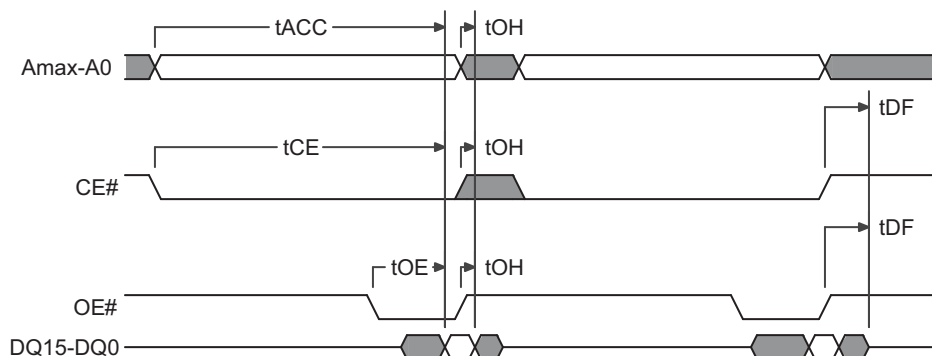 tACC
tOH
Amax-A0
tDF
tCE
tOH
CE#
tDF
tOE
tOH
OE#
DQ15-DQ0